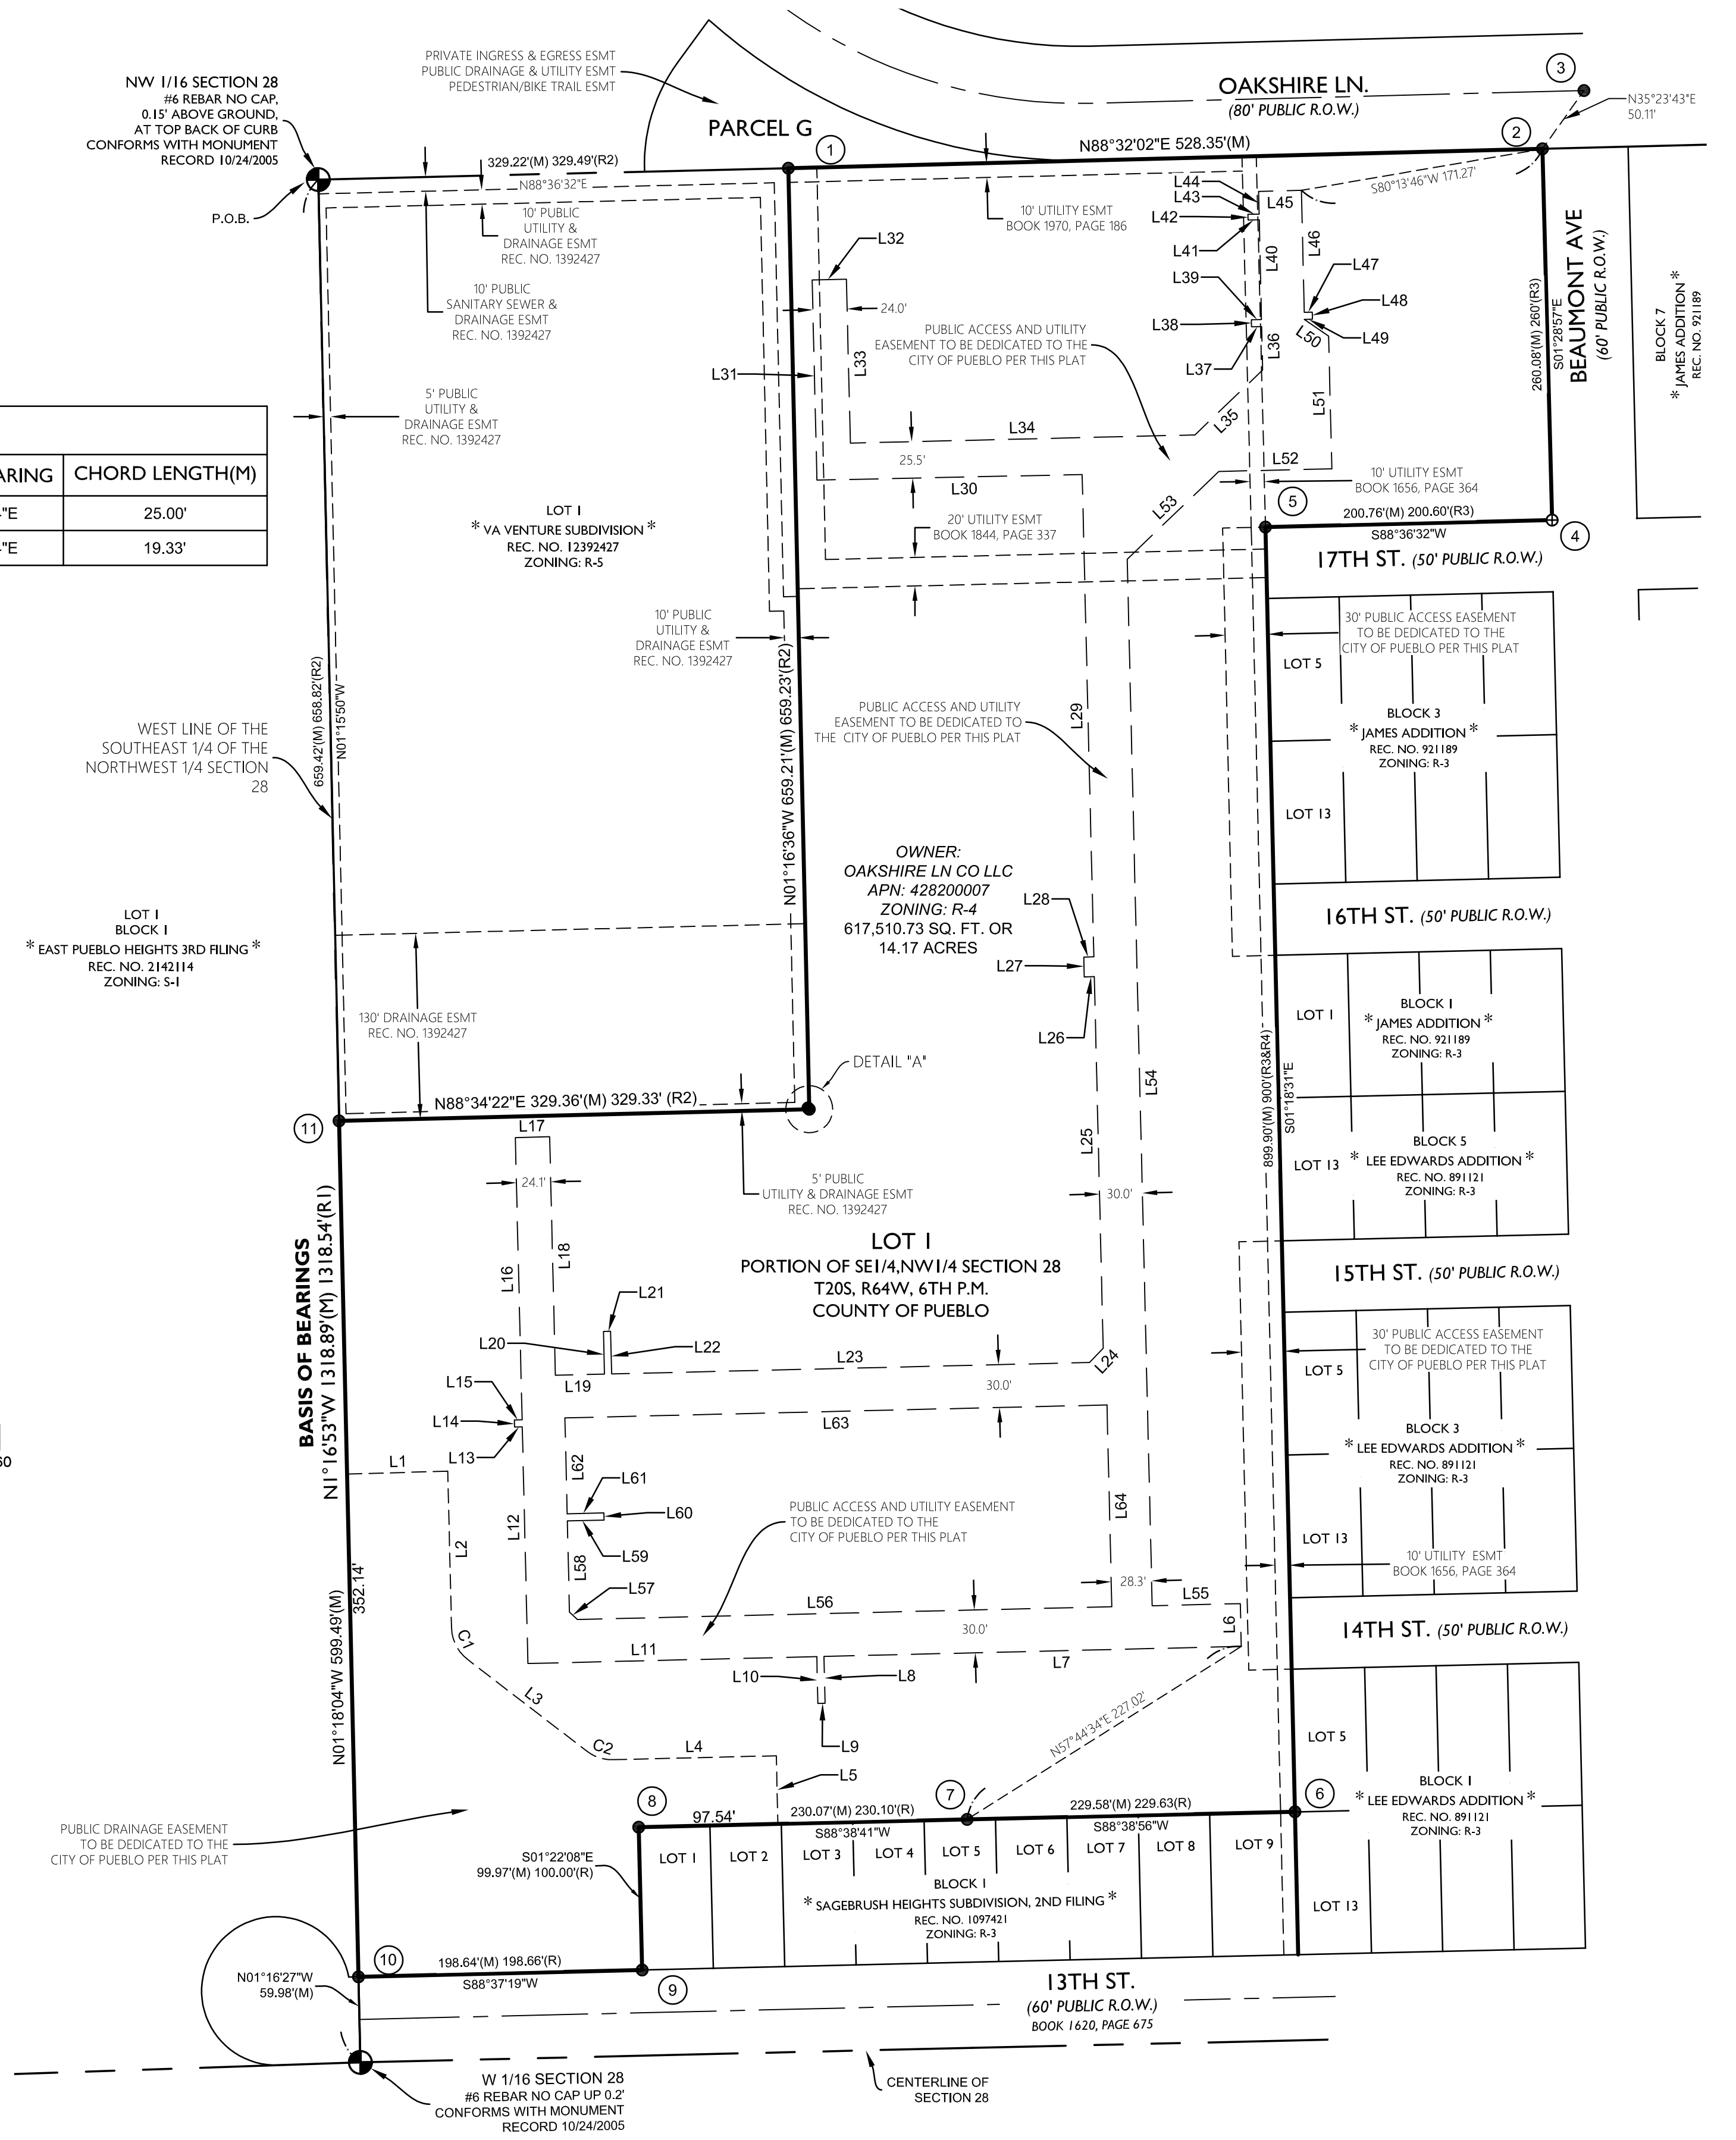 NW 1/16 SECTION 28
#6 REBAR NO CAP,
0.15' ABOVE GROUND,
AT TOP BACK OF CURB
CONFORMS WITH MONUMENT
RECORD 10/24/2005
P.O.B.
PRIVATE INGRESS & EGRESS ESMT
PUBLIC DRAINAGE & UTILITY ESMT
PEDESTRIAN/BIKE TRAIL ESMT
PARCEL G
OAKSHIRE LN.
(80' PUBLIC R.O.W.)
3
N35°23'43"E
50.11'
2
1
N88°32'02"E 528.35'(M)
329.22'(M) 329.49'(R2)
N88°36'32"E
S80°13'46"W 171.27'
10' PUBLIC
UTILITY &
DRAINAGE ESMT
REC. NO. 1392427
10' PUBLIC
SANITARY SEWER &
DRAINAGE ESMT
REC. NO. 1392427
10' UTILITY ESMT
BOOK 1970, PAGE 186
L44
L43
L42
L41
L45
L40
L46
L39
L38
L37
L36
L47
L48
L49
L50
L51
L32
24.0'
L33
L31
PUBLIC ACCESS AND UTILITY
EASEMENT TO BE DEDICATED TO THE
CITY OF PUEBLO PER THIS PLAT
BEAUMONT AVE
(60' PUBLIC R.O.W.)
260.08'(M) 260'(R3)
S01°28'57"E
BLOCK 7
* JAMES ADDITION *
REC. NO. 921189
ARING
CHORD LENGTH(M)
"E
25.00'
"E
19.33'
5' PUBLIC
UTILITY &
DRAINAGE ESMT
REC. NO. 1392427
L34
L35
25.5'
L30
L52
L53
10' UTILITY ESMT
BOOK 1656, PAGE 364
LOT 1
* VA VENTURE SUBDIVISION *
REC. NO. 12392427
ZONING: R-5
20' UTILITY ESMT
BOOK 1844, PAGE 337
5
200.76'(M) 200.60'(R3)
S88°36'32"W
4
17TH ST. (50' PUBLIC R.O.W.)
10' PUBLIC
UTILITY &
DRAINAGE ESMT
REC. NO. 1392427
30' PUBLIC ACCESS EASEMENT
TO BE DEDICATED TO THE
CITY OF PUEBLO PER THIS PLAT
LOT 5
BLOCK 3
* JAMES ADDITION *
REC. NO. 921189
ZONING: R-3
LOT 13
659.42'(M) 658.82'(R2)
N01°15'50"W
N01°16'36"W 659.21'(M) 659.23'(R2)
WEST LINE OF THE
SOUTHEAST 1/4 OF THE
NORTHWEST 1/4 SECTION
28
PUBLIC ACCESS AND UTILITY
EASEMENT TO BE DEDICATED TO
THE CITY OF PUEBLO PER THIS PLAT
L29
OWNER:
OAKSHIRE LN CO LLC
APN: 428200007
ZONING: R-4
617,510.73 SQ. FT. OR
14.17 ACRES
L28
L27
L26
16TH ST. (50' PUBLIC R.O.W.)
LOT 1
BLOCK 1
* EAST PUEBLO HEIGHTS 3RD FILING *
REC. NO. 2142114
ZONING: S-1
130' DRAINAGE ESMT
REC. NO. 1392427
DETAIL "A"
LOT 1
BLOCK 1
* JAMES ADDITION *
REC. NO. 921189
ZONING: R-3
899.90'(M) 900'(R3&R4)
S01°18'31"E
L54
L25
N88°34'22"E 329.36'(M) 329.33' (R2)
11
L17
24.1'
5' PUBLIC
UTILITY & DRAINAGE ESMT
REC. NO. 1392427
30.0'
BLOCK 5
LOT 13 * LEE EDWARDS ADDITION *
REC. NO. 891121
ZONING: R-3
LOT 1
PORTION OF SE1/4,NW1/4 SECTION 28
T20S, R64W, 6TH P.M.
COUNTY OF PUEBLO
15TH ST. (50' PUBLIC R.O.W.)
BASIS OF BEARINGS
N1°16'53"W 1318.89'(M) 1318.54'(R1)
L16
L18
L21
L20
L22
L23
L24
L19
30.0'
L15
L14
L13
L63
30' PUBLIC ACCESS EASEMENT
TO BE DEDICATED TO THE
CITY OF PUEBLO PER THIS PLAT
LOT 5
BLOCK 3
* LEE EDWARDS ADDITION *
REC. NO. 891121
ZONING: R-3
LOT 13
10' UTILITY ESMT
BOOK 1656, PAGE 364
60
L1
L2
L12
L62
L61
L60
L59
L58
L57
PUBLIC ACCESS AND UTILITY EASEMENT
TO BE DEDICATED TO THE
CITY OF PUEBLO PER THIS PLAT
L64
28.3'
L55
L56
30.0'
L6
L7
L11
L10
L8
L9
C1
L3
C2
L4
L5
14TH ST. (50' PUBLIC R.O.W.)
N01°18'04"W 599.49'(M)
352.14'
N57°44'34"E 227.02'
LOT 5
BLOCK 1
* LEE EDWARDS ADDITION *
REC. NO. 891121
ZONING: R-3
LOT 13
8
7
6
97.54'
230.07'(M) 230.10'(R)
S88°38'41"W
229.58'(M) 229.63(R)
S88°38'56"W
PUBLIC DRAINAGE EASEMENT
TO BE DEDICATED TO THE
CITY OF PUEBLO PER THIS PLAT
S01°22'08"E
99.97'(M) 100.00'(R)
LOT 1
LOT 2
LOT 3
LOT 4
LOT 5
LOT 6
LOT 7
LOT 8
LOT 9
BLOCK 1
* SAGEBRUSH HEIGHTS SUBDIVISION, 2ND FILING *
REC. NO. 1097421
ZONING: R-3
10
198.64'(M) 198.66'(R)
S88°37'19"W
9
N01°16'27"W
59.98'(M)
13TH ST.
(60' PUBLIC R.O.W.)
BOOK 1620, PAGE 675
W 1/16 SECTION 28
#6 REBAR NO CAP UP 0.2'
CONFORMS WITH MONUMENT
RECORD 10/24/2005
CENTERLINE OF
SECTION 28